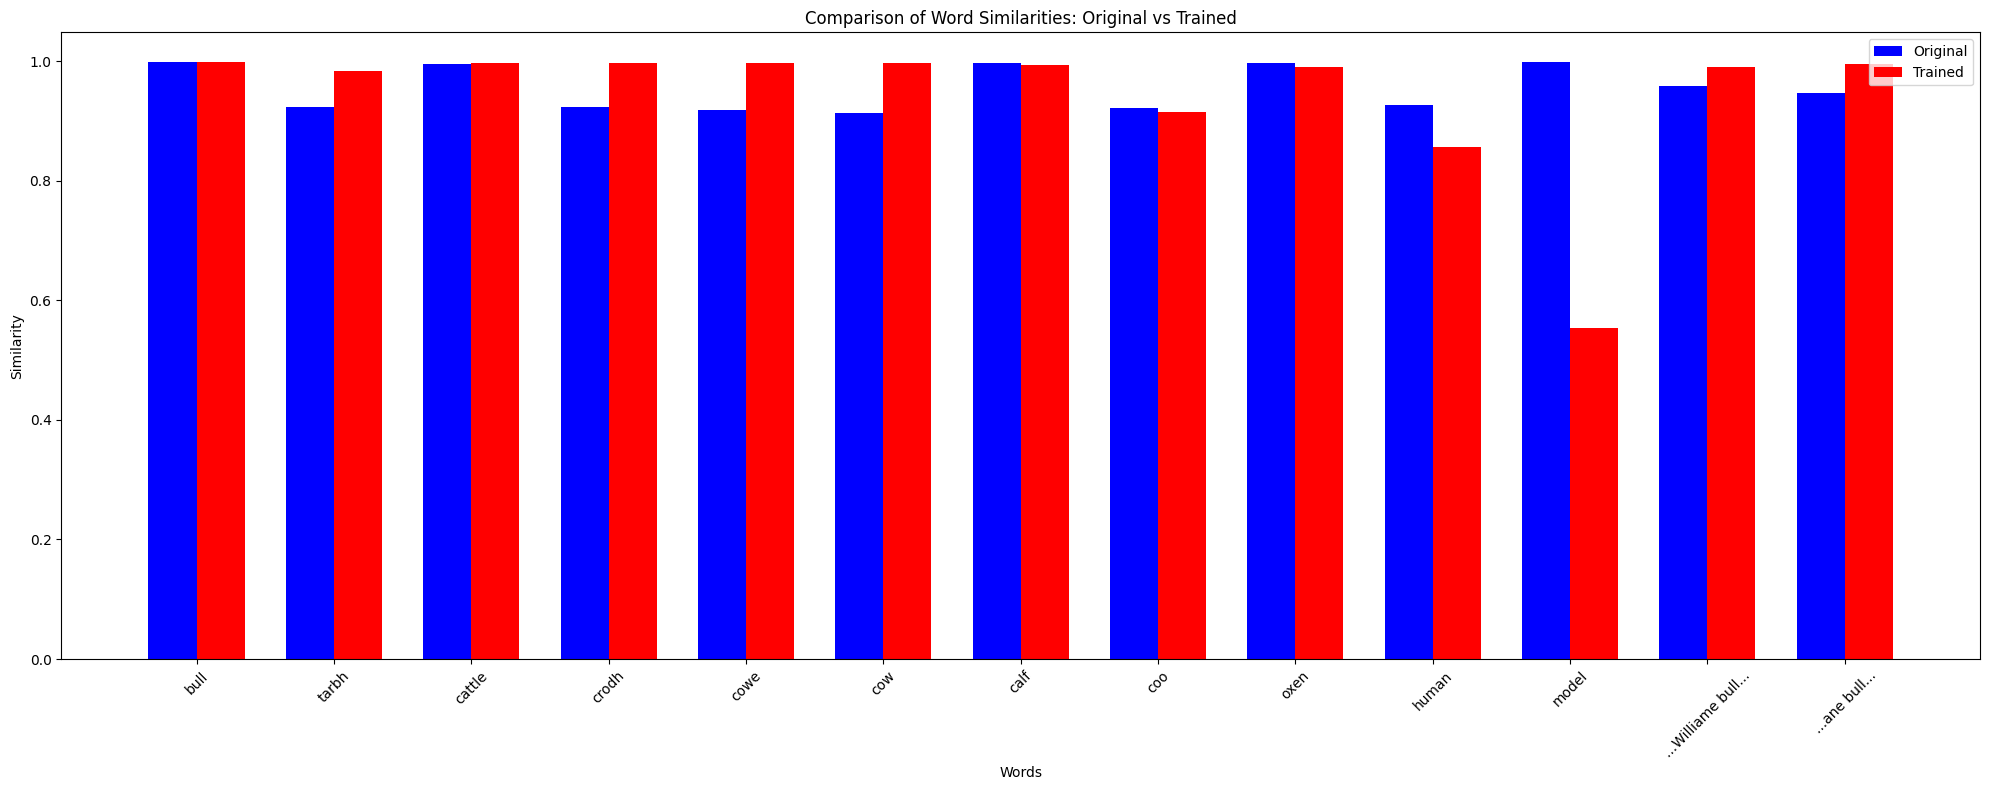 Comparison of Word Similarities: Original vs Trained
Original
Trained
Similarity
1.0
0.8
0.6
0.4
0.2
0.0
bull
tarbh
cattle
crodh
cowe
cow
calf
coo
oxen
human
model
...Williame bull...
...ane bull...
Words